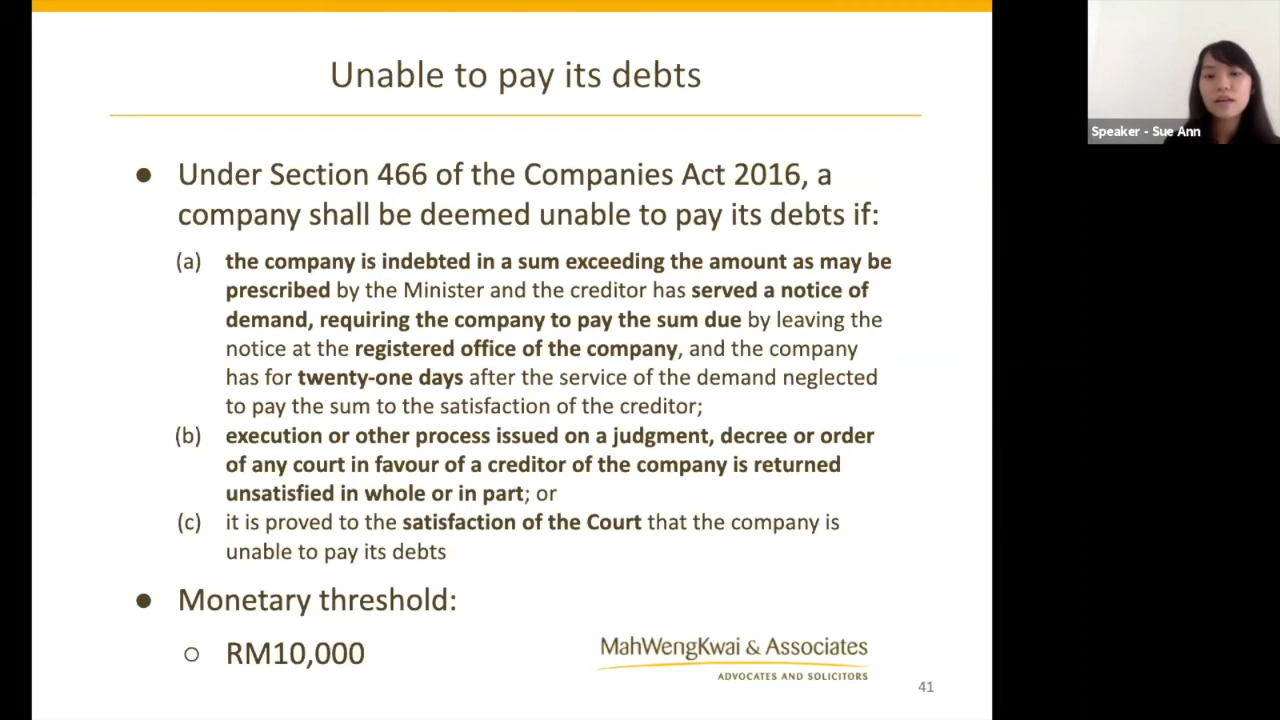 Unable to pay its debts
● Under Section 466 of the Companies Act 2016, a
company shall be deemed unable to pay its debts if:
(a) the company is indebted in a sum exceeding the amount as may be
prescribed by the Minister and the creditor has served a notice of
demand, requiring the company to pay the sum due by leaving the
notice at the registered office of the company, and the company
has for twenty-one days after the service of the demand neglected
to pay the sum to the satisfaction of the creditor;
(b) execution or other process issued on a judgment, decree or order
of any court in favour of a creditor of the company is returned
unsatisfied in whole or in part; or
(c) it is proved to the satisfaction of the Court that the company is
unable to pay its debts
● Monetary threshold:
○ RM10,000
MahWengKwai & Associates
ADVOCATES AND SOLICITORS
41
Speaker - Sue Ann